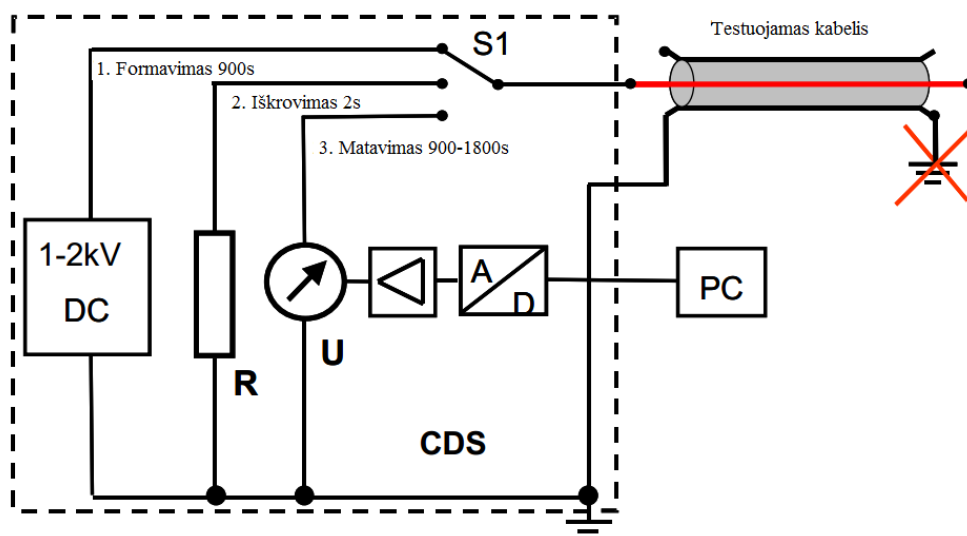 Testuojamas kabelis
S1
1. Formavimas 900s
2. Iškrovimas 2s
3. Matavimas 900-1800s
1-2kV
DC
R
U
A
D
PC
CDS